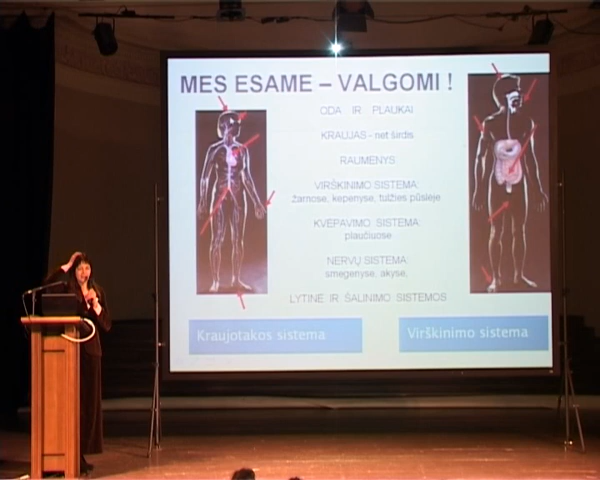 MES ESAME – VALGOMI !
ODA IR PLAUKAI
KRAUJAS - net širdis
RAUMENYS
VIRŠKINIMO SISTEMA:
žarnose, kepenyse, tulžies pūslėje
KVĖPAVIMO SISTEMA:
plaučiuose
NERVŲ SISTEMA:
smegenyse, akyse,
LYTINĖ IR ŠALINIMO SISTEMOS
Kraujotakos sistema
Virškinimo sistema